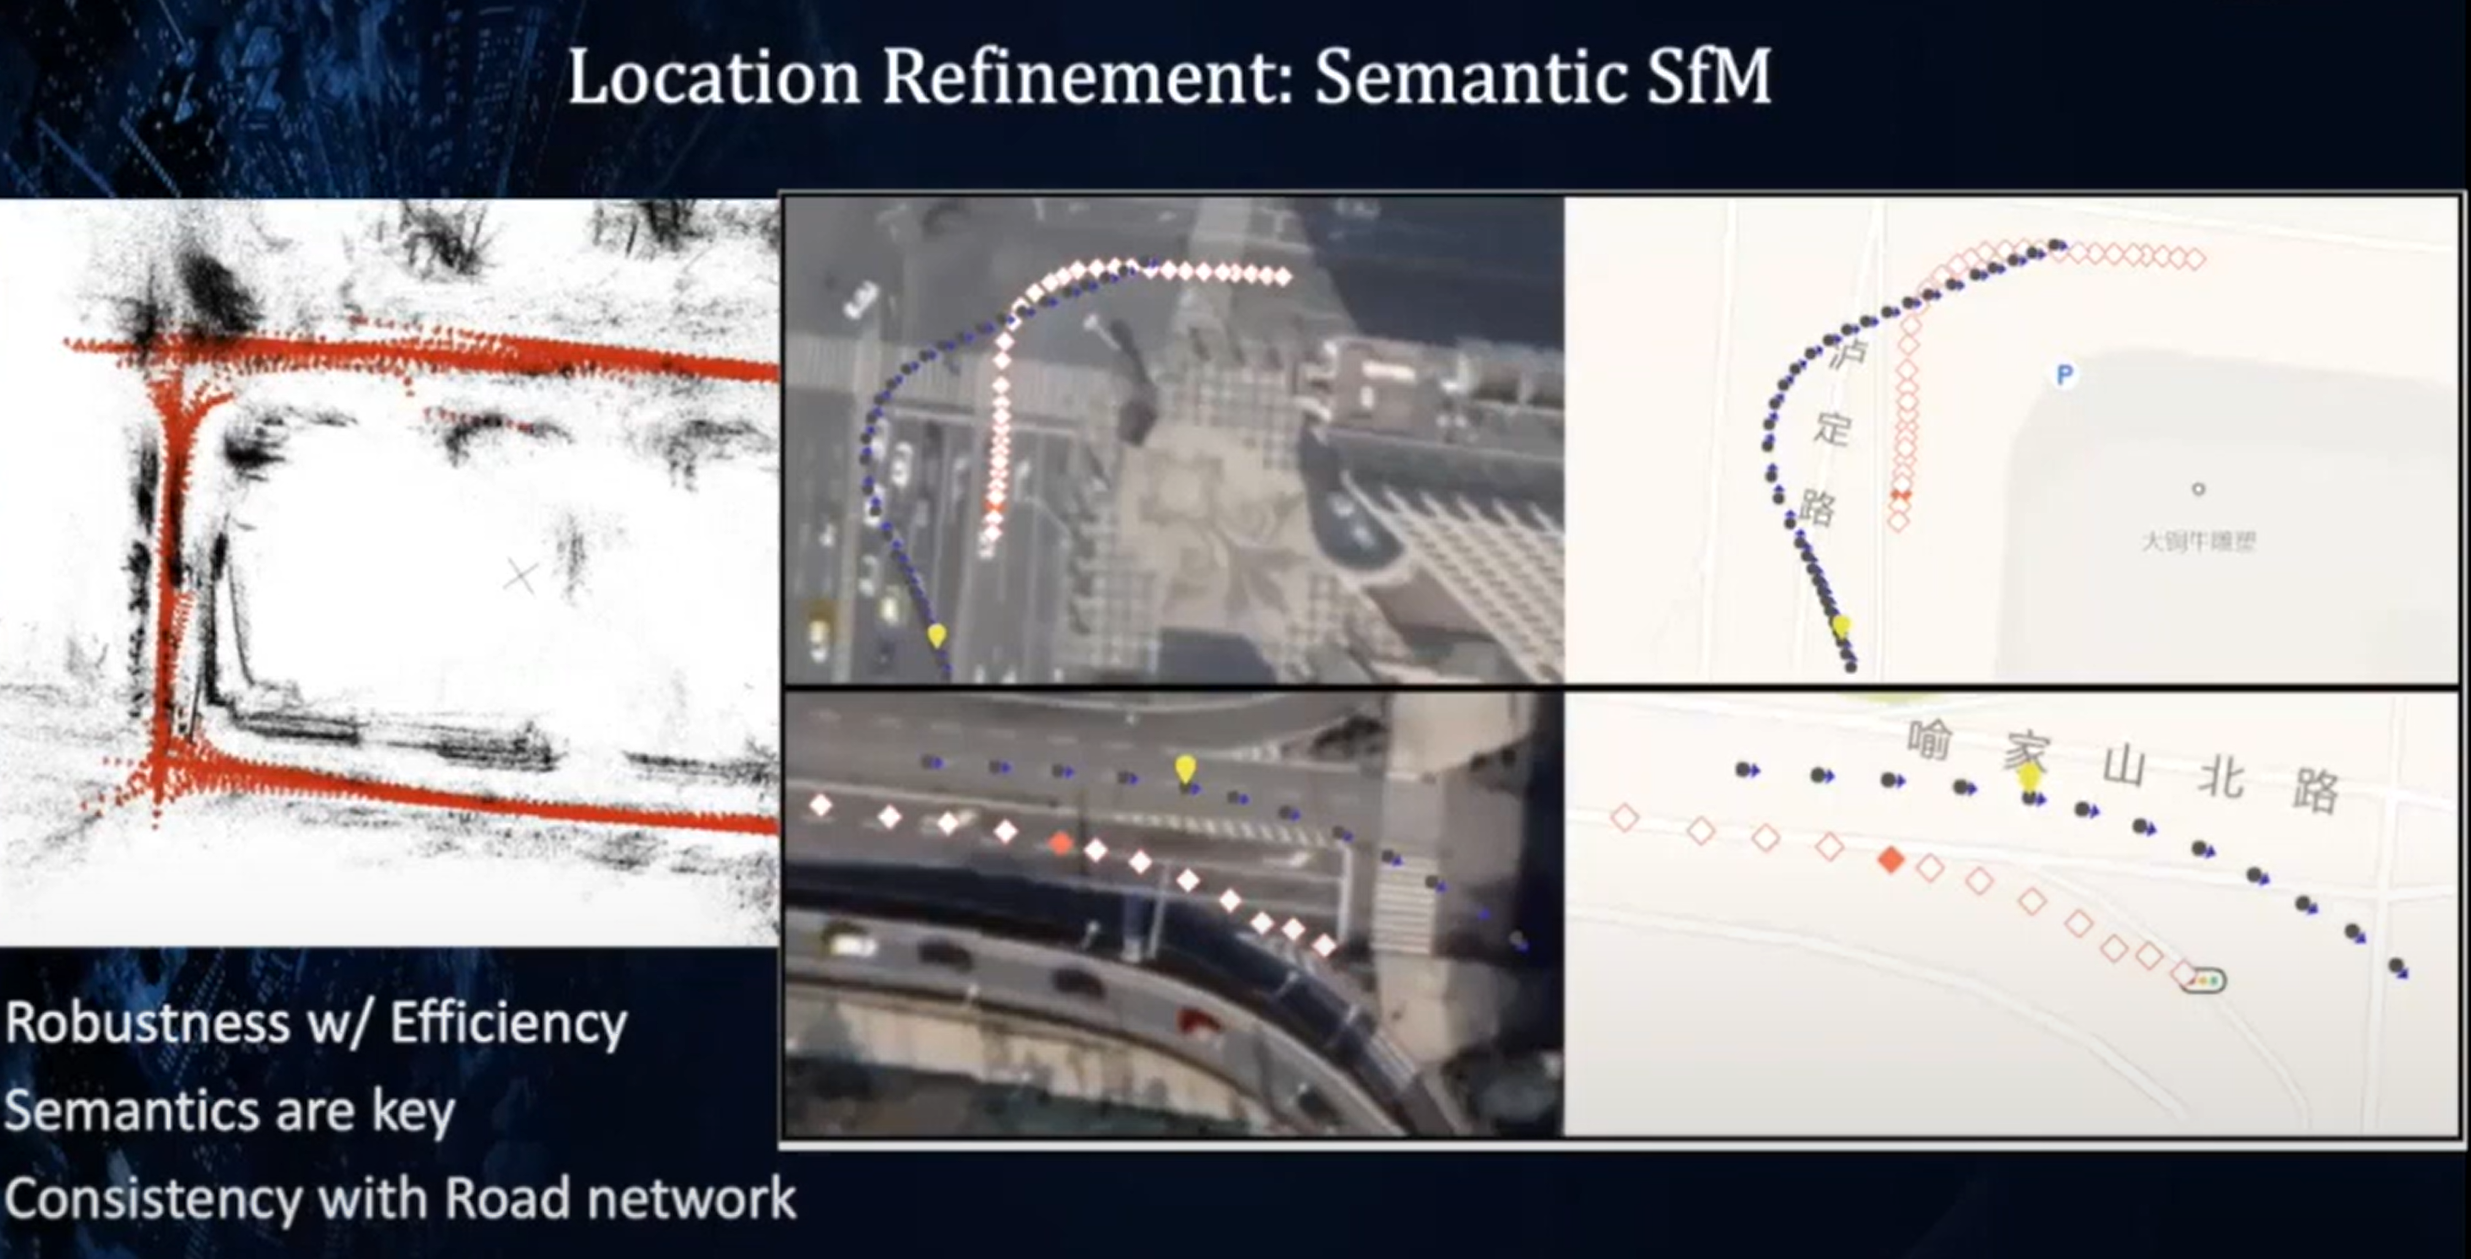 Location Refinement: Semantic SfM
泸
定
路
P
大铜牛雕塑
喻家山北路
Robustness w/ Efficiency
Semantics are key
Consistency with Road network